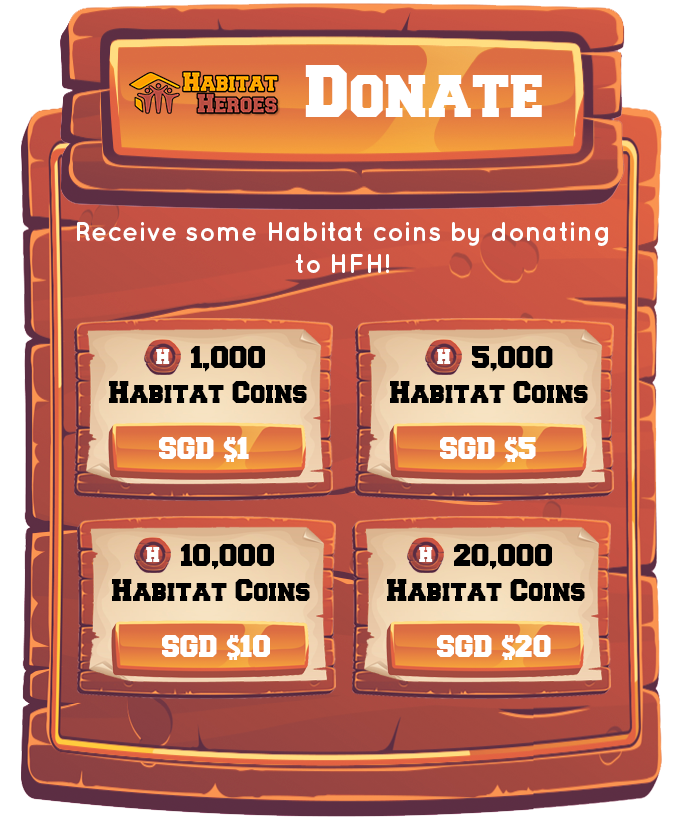 Habitat
Heroes
Donate
Receive some Habitat coins by donating
to HFH!
H 1,000
Habitat Coins
SGD $1
H 5,000
Habitat Coins
SGD $5
H 10,000
Habitat Coins
SGD $10
H 20,000
Habitat Coins
SGD $20